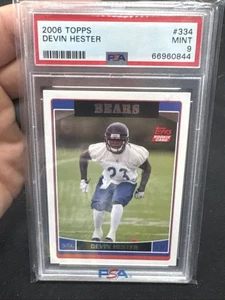 2006 TOPPS #334
DEVIN HESTER MINT
PSA 9
66960844
BEARS
Topps
ROOKIE CARD
23
DEVIN HESTER
PSA